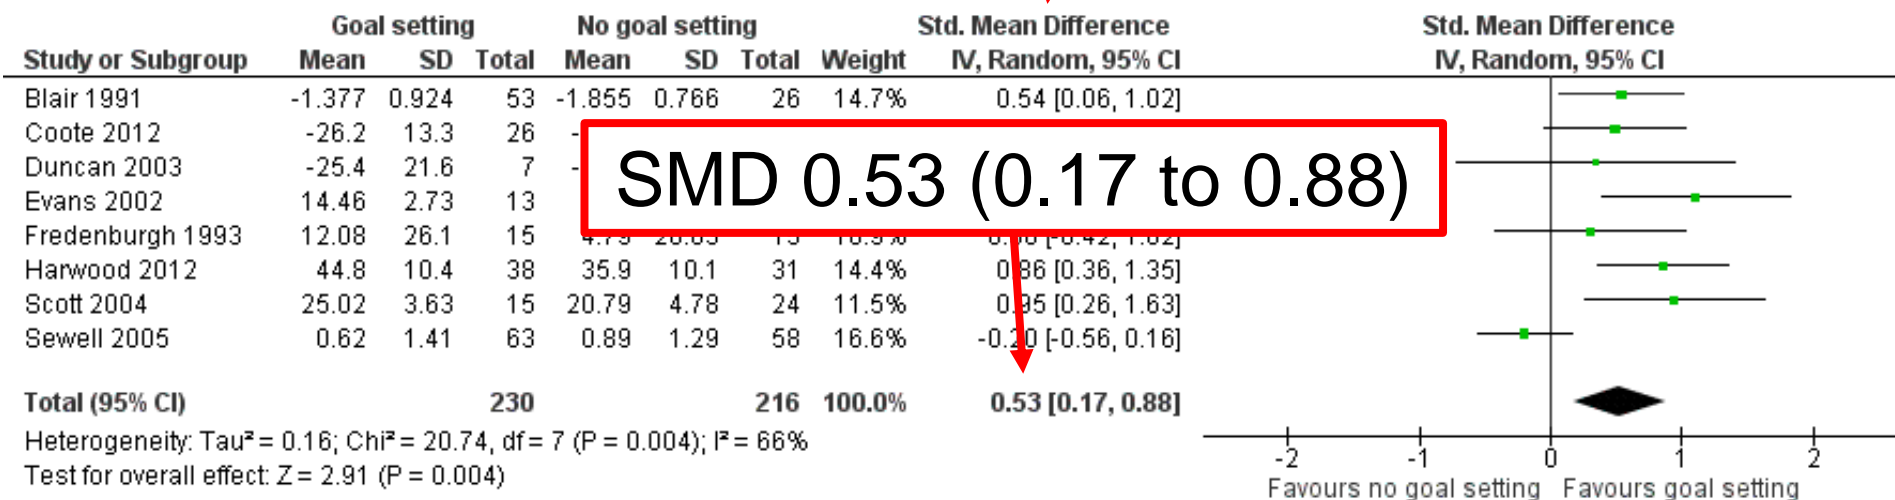 Goal setting No goal setting Std. Mean Difference Std. Mean Difference
Study or Subgroup Mean SD Total Mean SD Total Weight IV, Random, 95% CI IV, Random, 95% CI
Blair 1991 -1.377 0.924 53 -1.855 0.766 26 14.7% 0.54 [0.06, 1.02]
Coote 2012 -26.2 13.3 26
Duncan 2003 -25.4 21.6 7
SMD 0.53 (0.17 to 0.88)
Evans 2002 14.46 2.73 13
Fredenburgh 1993 12.08 26.1 15
Harwood 2012 44.8 10.4 38 35.9 10.1 31 14.4% 0.86 [0.36, 1.35]
Scott 2004 25.02 3.63 15 20.79 4.78 24 11.5% 0.95 [0.26, 1.63]
Sewell 2005 0.62 1.41 63 0.89 1.29 58 16.6% -0.20 [-0.56, 0.16]
Total (95% CI) 230 216 100.0% 0.53 [0.17, 0.88]
Heterogeneity: Tau² = 0.16; Chi² = 20.74, df = 7 (P = 0.004); I² = 66%
Test for overall effect: Z = 2.91 (P = 0.004)
-2 -1 0 1 2
Favours no goal setting Favours goal setting